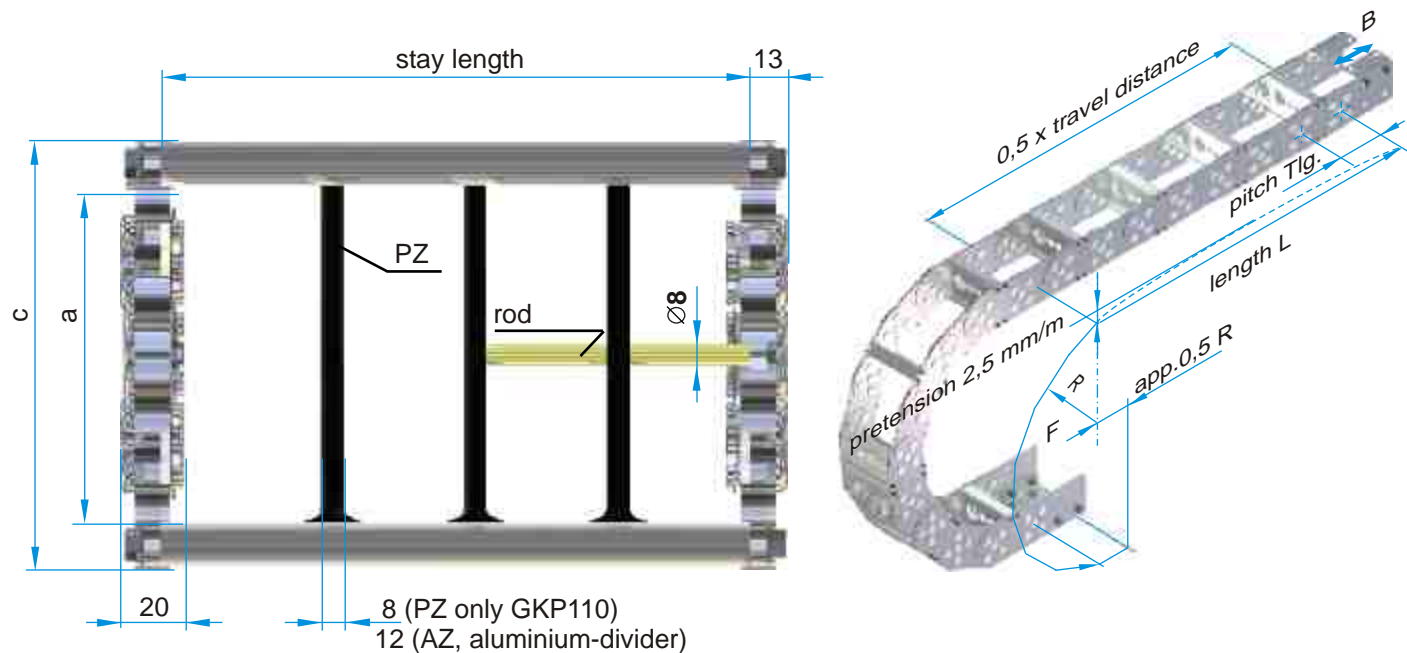 stay length
13
c
a
PZ
rod
Ø8
20
8 (PZ only GKP110)
12 (AZ, aluminium-divider)
B
0,5 x travel distance
pitch Tlg.
length L
pretension 2,5 mm/m
R
F
app.0,5 R